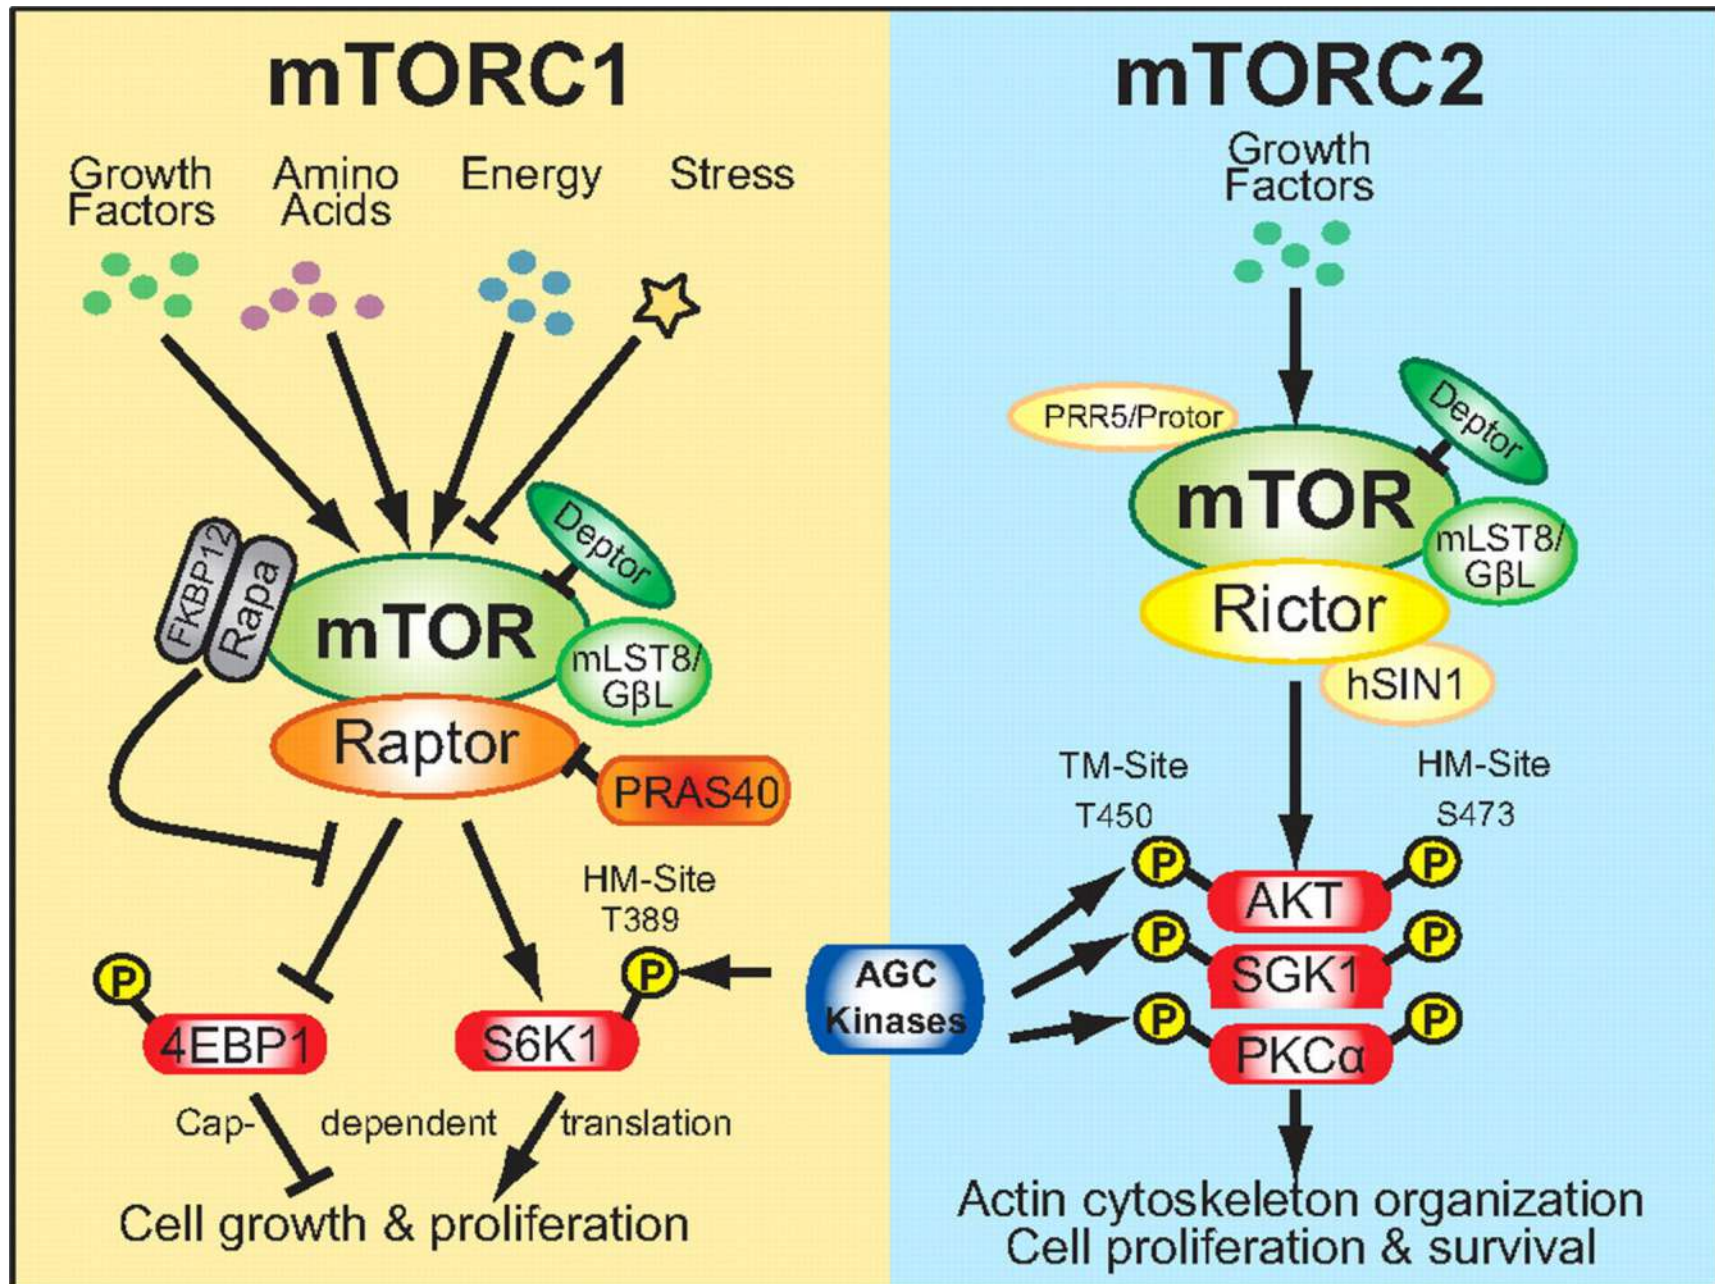 mTORC1
Growth
Factors
Amino
Acids
Energy
Stress
FKBP12
Rapa
mTOR
Deptor
mLST8/
GβL
Raptor
PRAS40
HM-Site
T389
P
4EBP1
S6K1
P
Cap- dependent translation
Cell growth & proliferation
AGC
Kinases
mTORC2
Growth
Factors
PRR5/Protor
Deptor
mTOR
mLST8/
GβL
Rictor
hSIN1
TM-Site
T450
HM-Site
S473
P
AKT
P
P
SGK1
P
P
PKCα
P
Actin cytoskeleton organization
Cell proliferation & survival